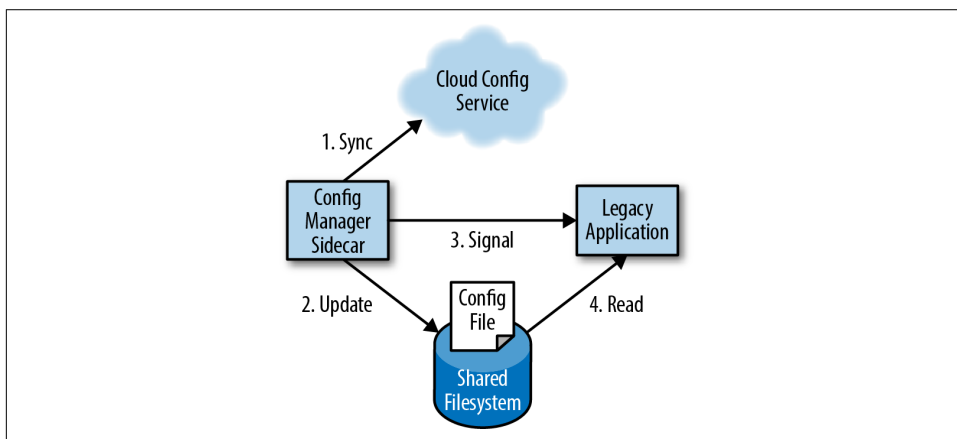 Cloud Config
Service
1. Sync
Config
Manager
Sidecar
3. Signal
Legacy
Application
2. Update
Config
File
4. Read
Shared
Filesystem